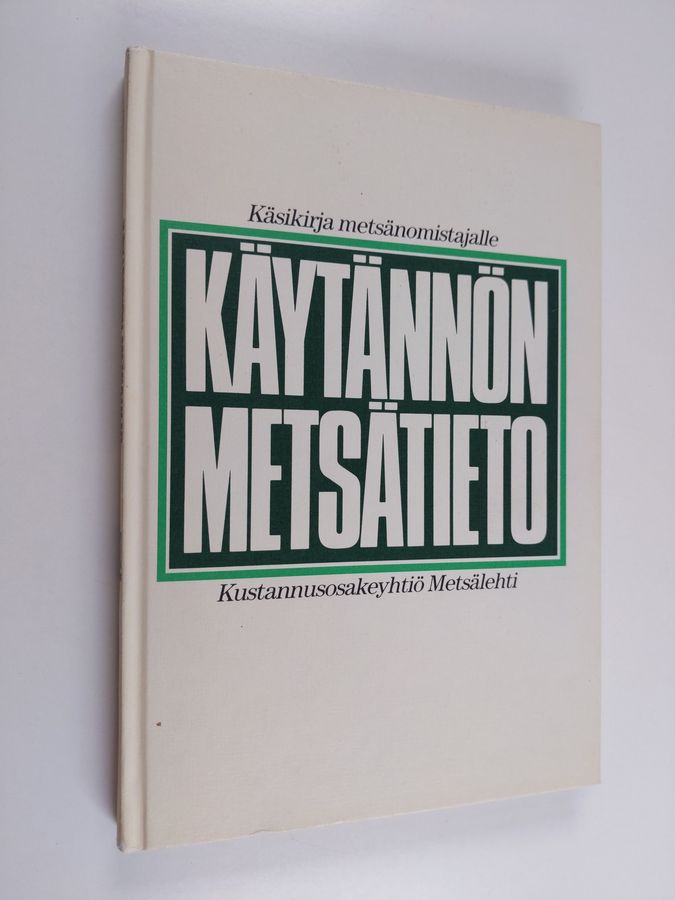 Käsikirja metsänomistajalle
KÄYTÄNNÖN
METSÄTIETO
Kustannusosakeyhtiö Metsälehti